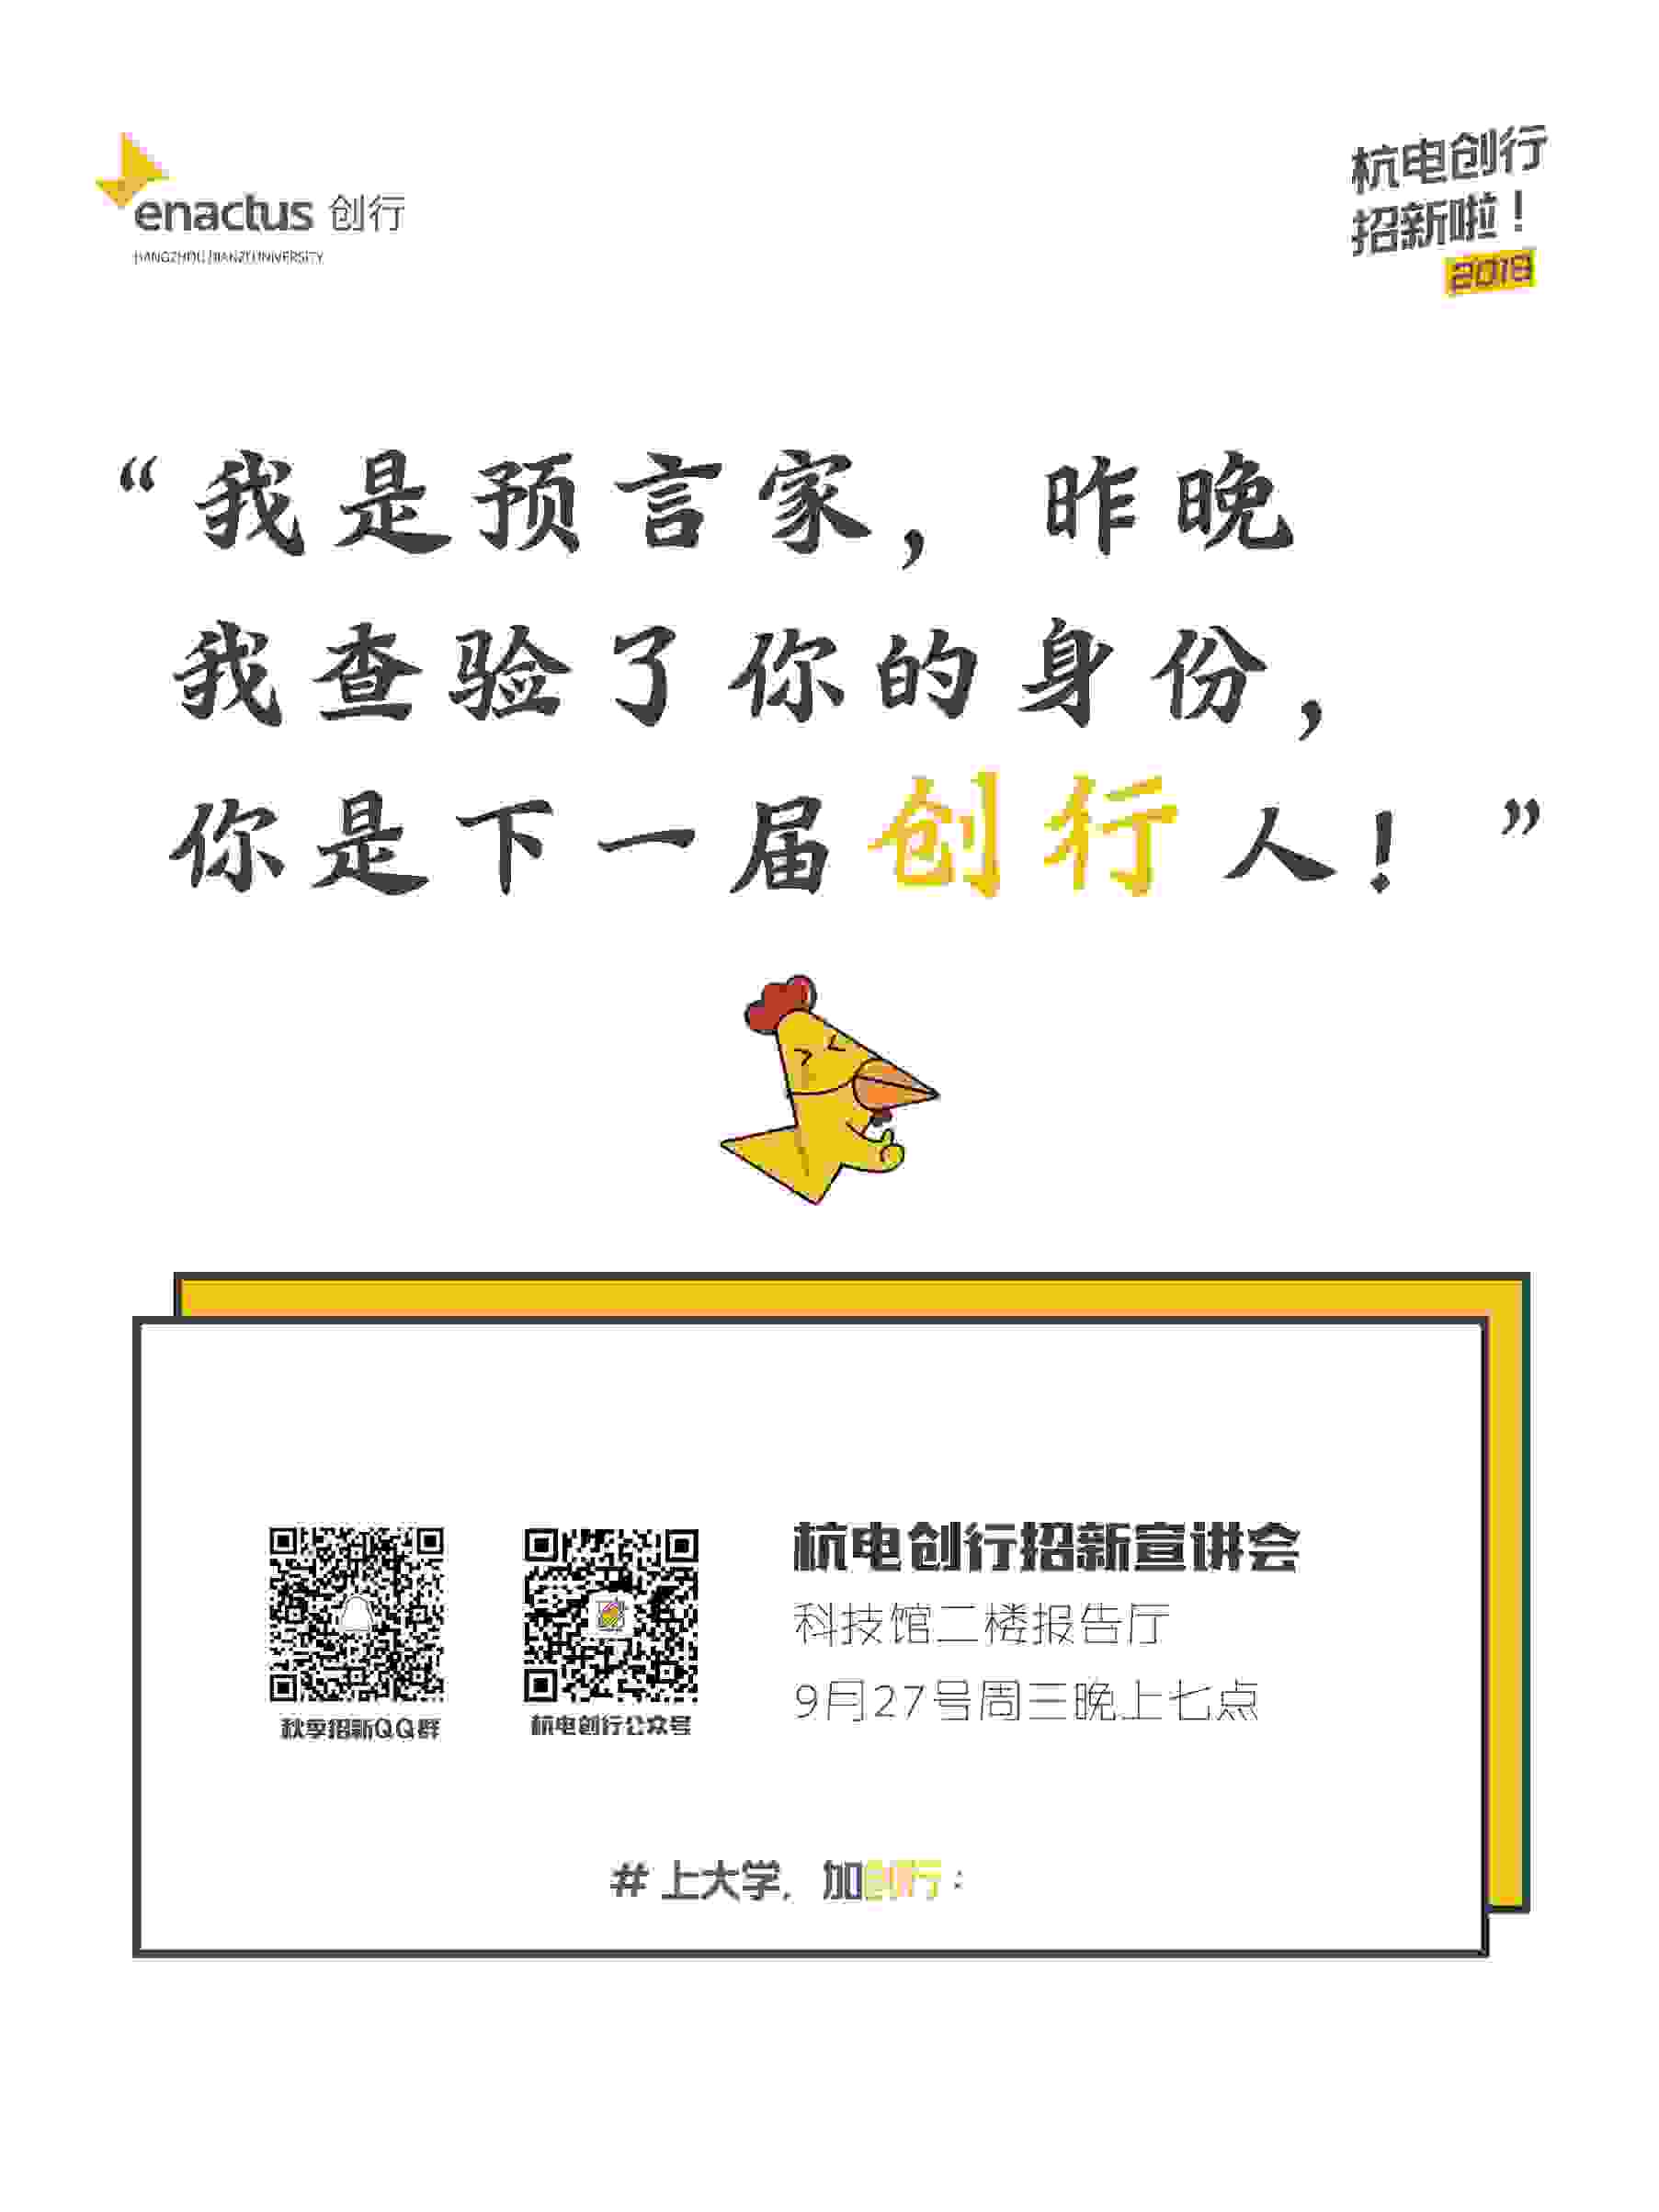 enactus 创行
HANGZHOU DIANZI UNIVERSITY
杭电创行
招新啦！
2018
“我是预言家，昨晚
我查验了你的身份，
你是下一届创行人！”
秋季招新QQ群
杭电创行公众号
杭电创行招新宣讲会
科技馆二楼报告厅
9月27号周三晚上七点
# 上大学，加创行：